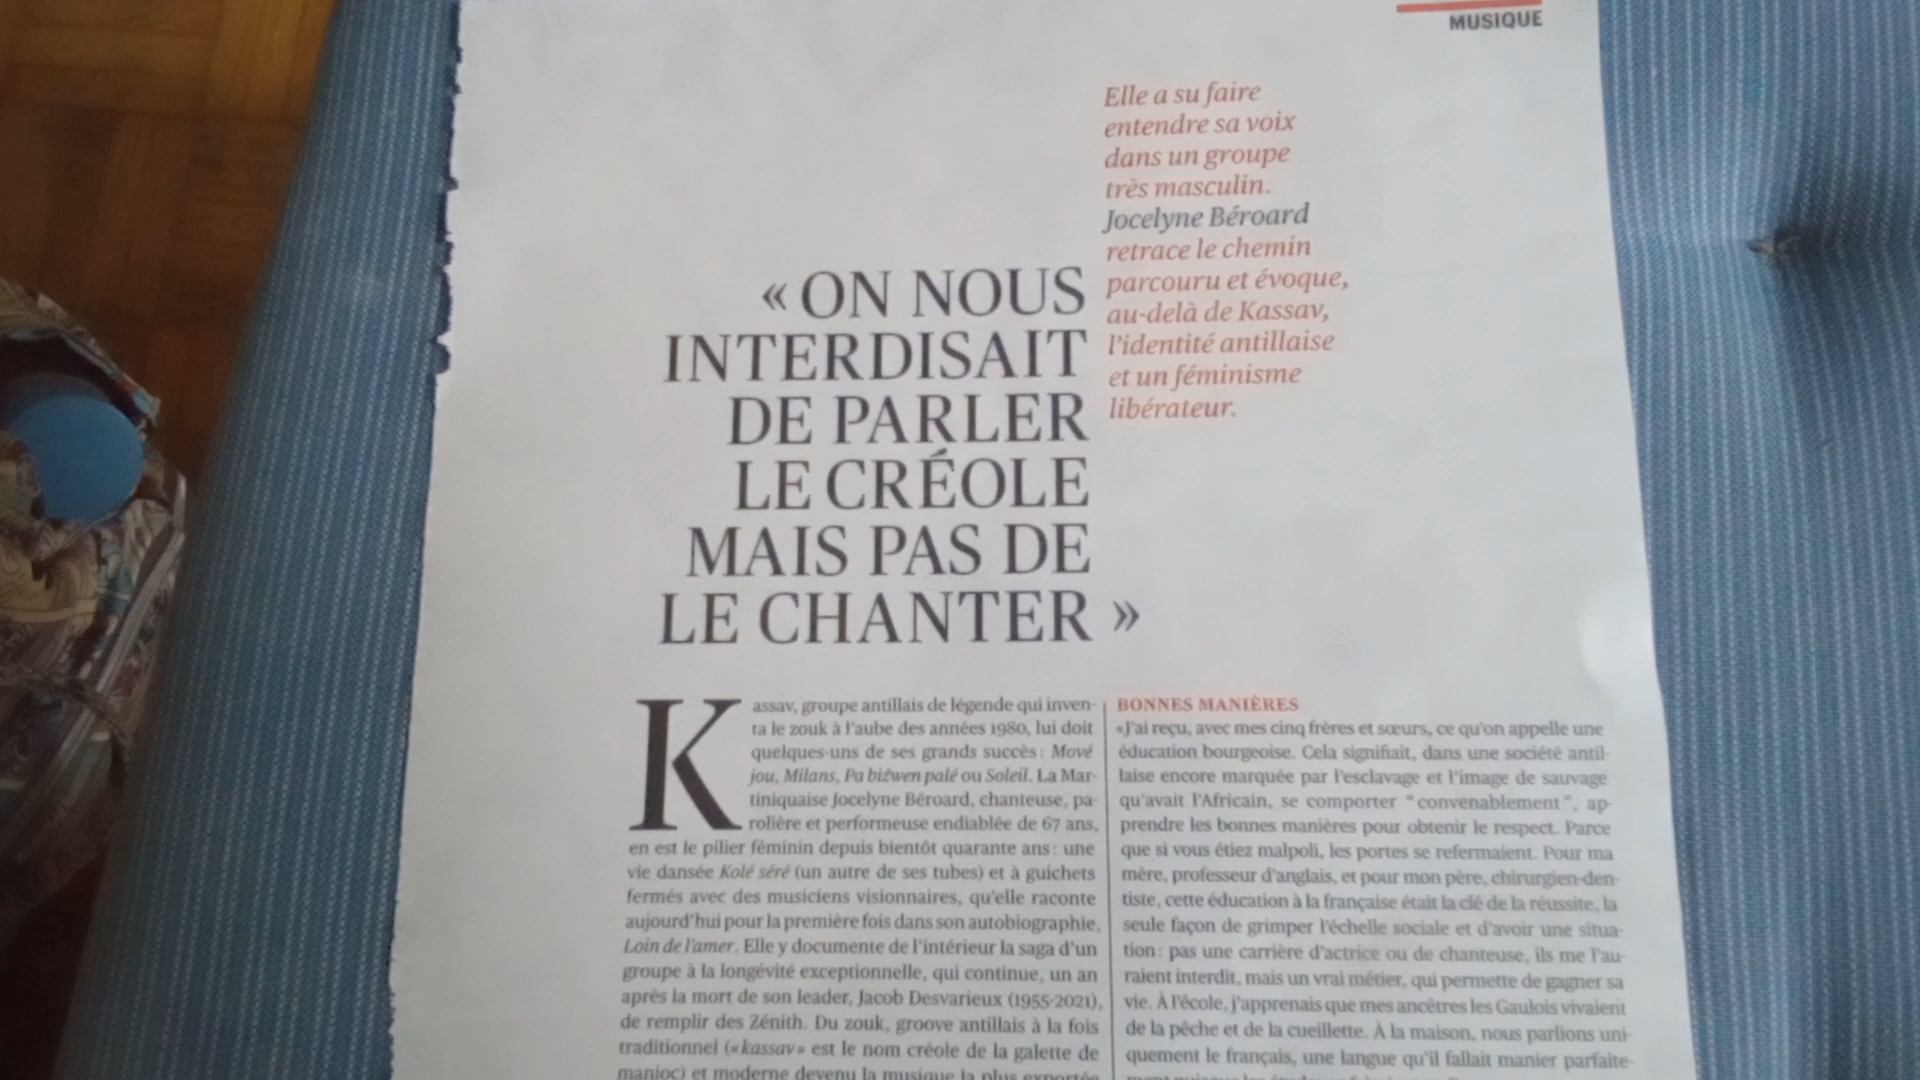 MUSIQUE
Elle a su faire
entendre sa voix
dans un groupe
très masculin.
Jocelyne Béroard
retrace le chemin
parcouru et évoque,
au-delà de Kassav,
l'identité antillaise
et un féminisme
libérateur.
« ON NOUS
INTERDISAIT
DE PARLER
LE CRÉOLE
MAIS PAS DE
LE CHANTER »
Kassav, groupe antillais de légende qui inven-
ta le zouk à l'aube des années 1980, lui doit
quelques-uns de ses grands succès : Mové
jou, Milans, Pa bizwen palé ou Soleil. La Mar-
tiniquaise Jocelyne Béroard, chanteuse, pa-
rolière et performeuse endiablée de 67 ans,
en est le pilier féminin depuis bientôt quarante ans : une
vie dansée Kolé séré (un autre de ses tubes) et à guichets
fermés avec des musiciens visionnaires, qu'elle raconte
aujourd'hui pour la première fois dans son autobiographie,
Loin de l'amer. Elle y documente de l'intérieur la saga d'un
groupe à la longévité exceptionnelle, qui continue, un an
après la mort de son leader, Jacob Desvarieux (1955-2021),
de remplir des Zénith. Du zouk, groove antillais à la fois
traditionnel («kassav» est le nom créole de la galette de
manioc) et moderne devenu la musique la plus exportée
BONNES MANIÈRES
«J'ai reçu, avec mes cinq frères et sœurs, ce qu'on appelle une
éducation bourgeoise. Cela signifiait, dans une société antil-
laise encore marquée par l'esclavage et l'image de sauvage
qu'avait l'Africain, se comporter "convenablement", ap-
prendre les bonnes manières pour obtenir le respect. Parce
que si vous étiez malpoli, les portes se refermaient. Pour ma
mère, professeur d'anglais, et pour mon père, chirurgien-den-
tiste, cette éducation à la française était la clé de la réussite, la
seule façon de grimper l'échelle sociale et d'avoir une situa-
tion : pas une carrière d'actrice ou de chanteuse, ils me l'au-
raient interdit, mais un vrai métier, qui permette de gagner sa
vie. À l'école, j'apprenais que mes ancêtres les Gaulois vivaient
de la pêche et de la cueillette. À la maison, nous parlions uni-
quement le français, une langue qu'il fallait manier parfaite-